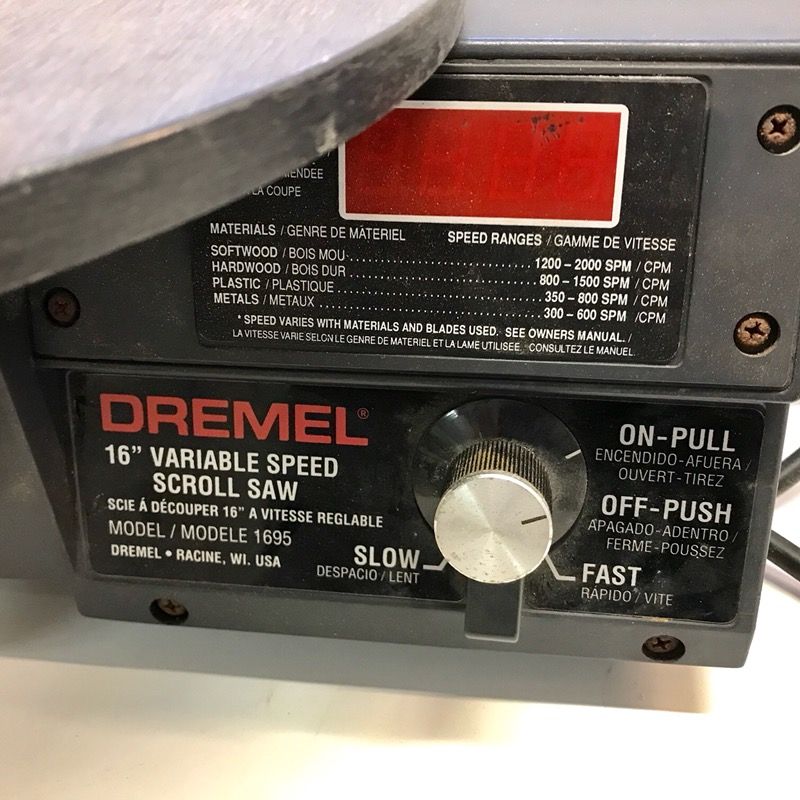 MENDEE
LA COUPE
MATERIALS / GENRE DE MATERIEL SPEED RANGES / GAMME DE VITESSE
SOFTWOOD / BOIS MOU 1200 – 2000 SPM / CPM
HARDWOOD / BOIS DUR 800 – 1500 SPM / CPM
PLASTIC / PLASTIQUE 350 – 800 SPM / CPM
METALS / METAUX 300 – 600 SPM /CPM
* SPEED VARIES WITH MATERIALS AND BLADES USED. SEE OWNERS MANUAL. /
LA VITESSE VARIE SELON LE GENRE DE MATERIEL ET LA LAME UTILISEE. CONSULTEZ LE MANUEL.
DREMEL®
16” VARIABLE SPEED
SCROLL SAW
SCIE Á DÉCOUPER 16” A VITESSE REGLABLE
MODEL / MODELE 1695
DREMEL • RACINE, WI. USA
ON-PULL
ENCENDIDO-AFUERA /
OUVERT-TIREZ
OFF-PUSH
APAGADO-ADENTRO /
FERME-POUSSEZ
SLOW
DESPACIO / LENT
FAST
RÁPIDO / VITE